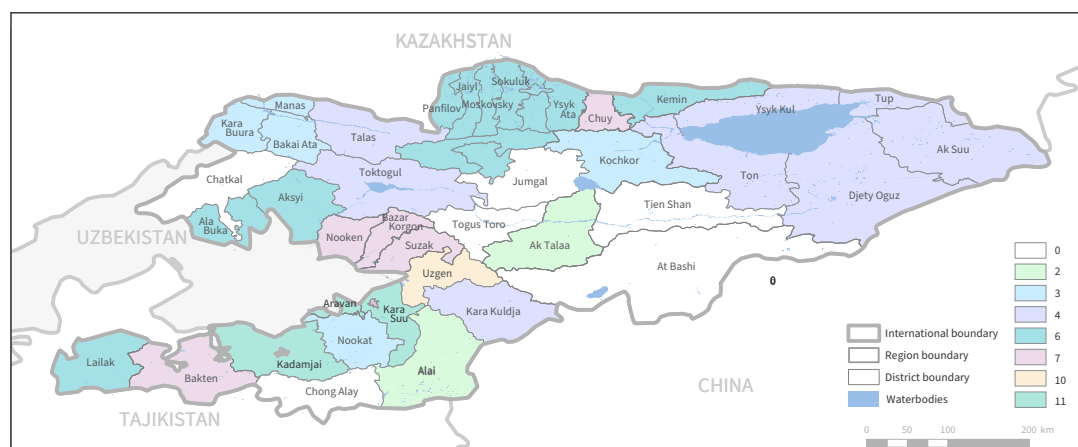 KAZAKHSTAN
Jaiyl
Sokuluk
Panfilov
Moskovsky
Ysyk
Ata
Chuy
Kemin
Ysyk Kul
Tup
Ak Suu
Manas
Kara
Buura
Bakai Ata
Talas
Kochkor
Chatkal
Toktogul
Jumgal
Ton
Djety Oguz
Aksyi
Ala
Buka
Tjen Shan
Bazar
Korgon
Togus Toro
UZBEKISTAN
Nooken
Suzak
Ak Talaa
At Bashi
Uzgen
0
Aravan
Kara
Suu
Kara Kuldja
Nookat
Lailak
Kadamjai
Alai
Bakten
Chong Alay
CHINA
TAJIKISTAN
0
2
3
4
6
7
10
11
International boundary
Region boundary
District boundary
Waterbodies
0 50 100 200 km